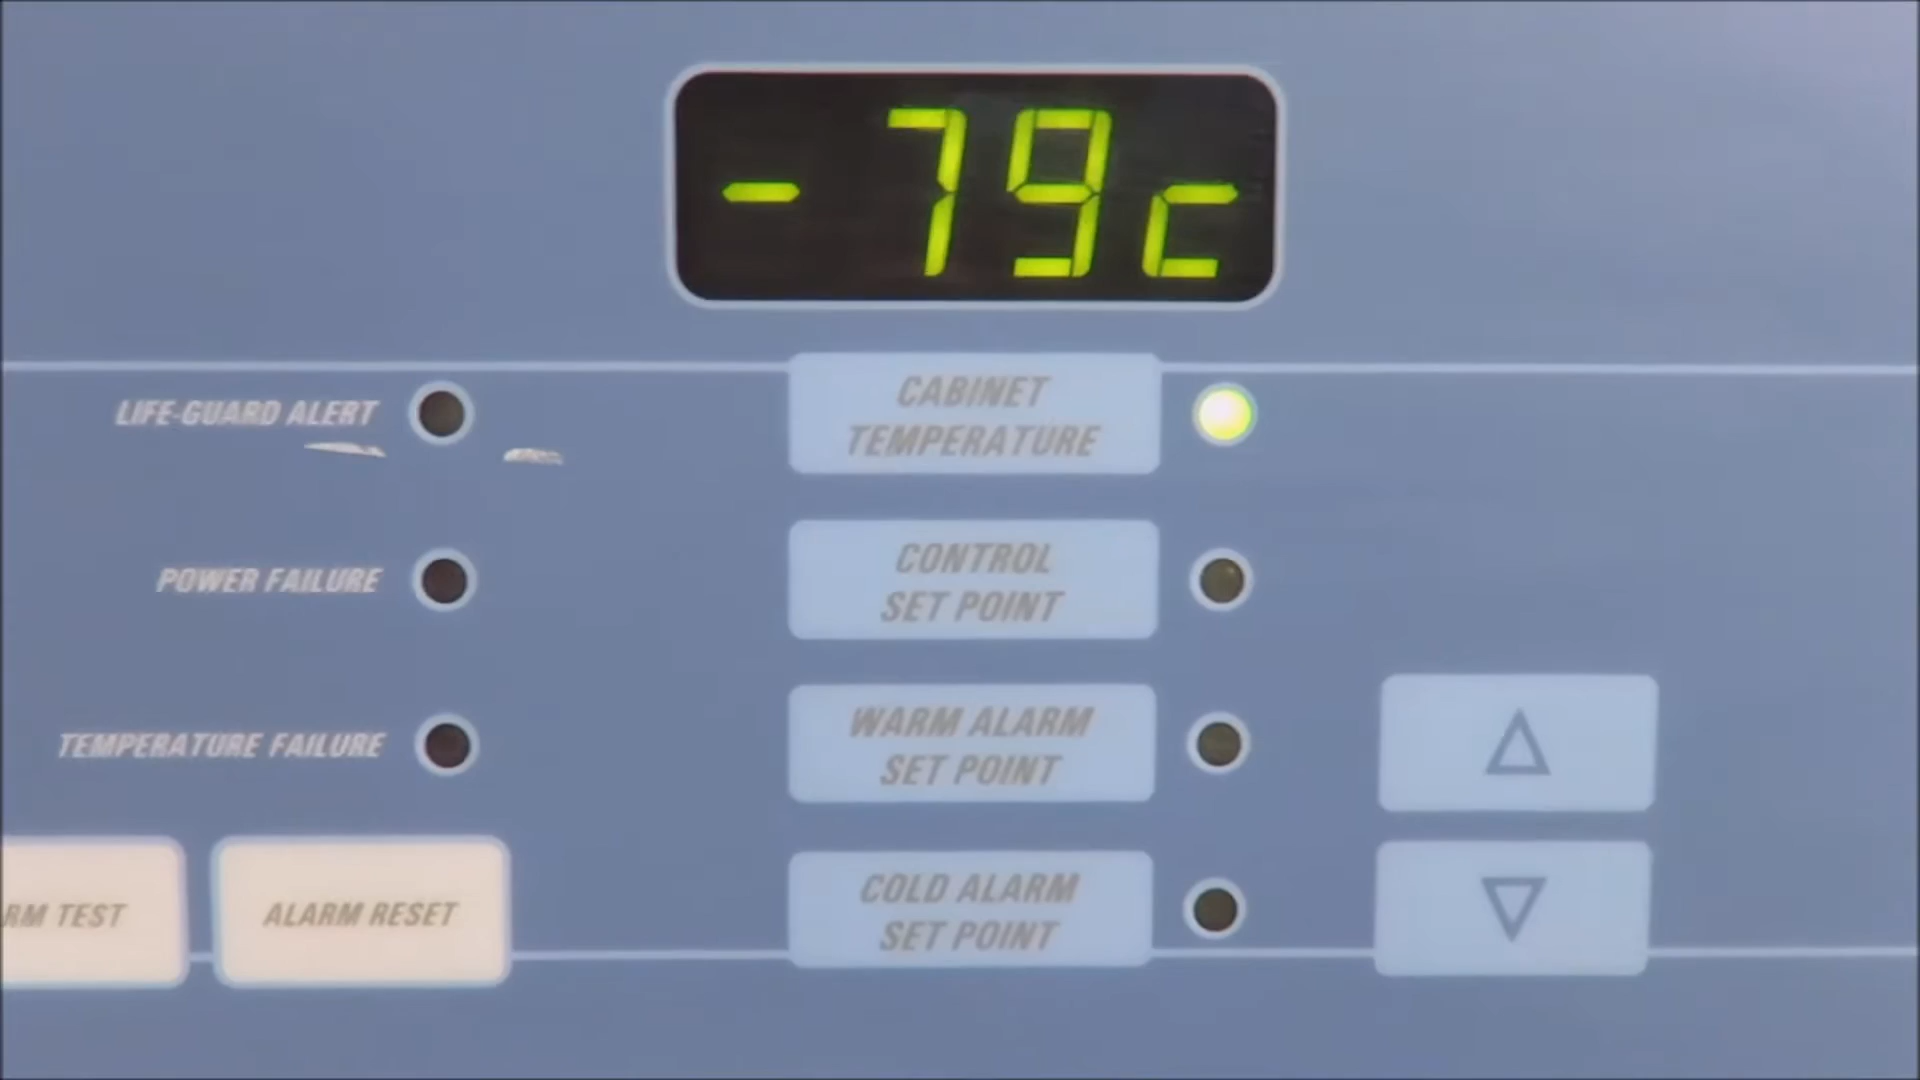 -79c
LIFE-GUARD ALERT
CABINET
TEMPERATURE
POWER FAILURE
CONTROL
SET POINT
TEMPERATURE FAILURE
WARM ALARM
SET POINT
RM TEST
ALARM RESET
COLD ALARM
SET POINT